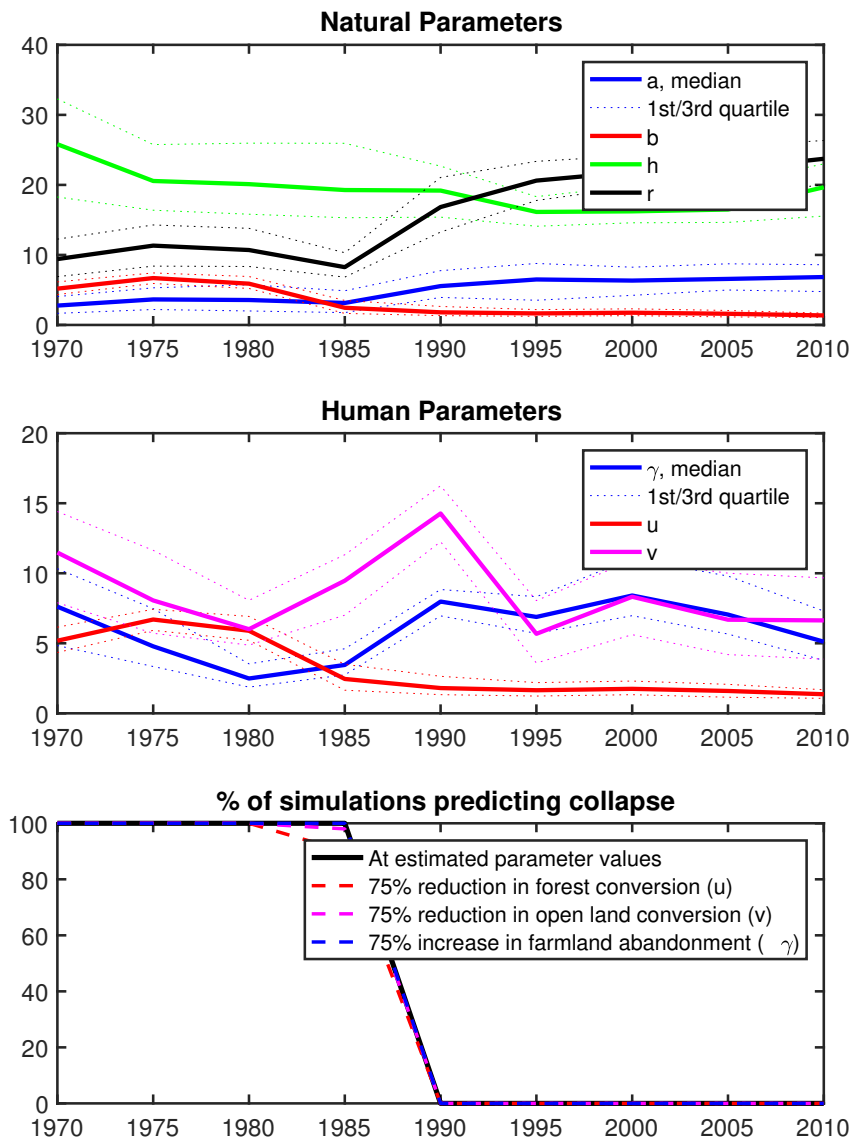 Natural Parameters
40
30
20
10
0
a, median
1st/3rd quartile
b
h
r
1970 1975 1980 1985 1990 1995 2000 2005 2010
Human Parameters
20
15
10
5
0
γ, median
1st/3rd quartile
u
v
1970 1975 1980 1985 1990 1995 2000 2005 2010
% of simulations predicting collapse
100
80
60
40
20
0
At estimated parameter values
75% reduction in forest conversion (u)
75% reduction in open land conversion (v)
75% increase in farmland abandonment ( γ)
1970 1975 1980 1985 1990 1995 2000 2005 2010